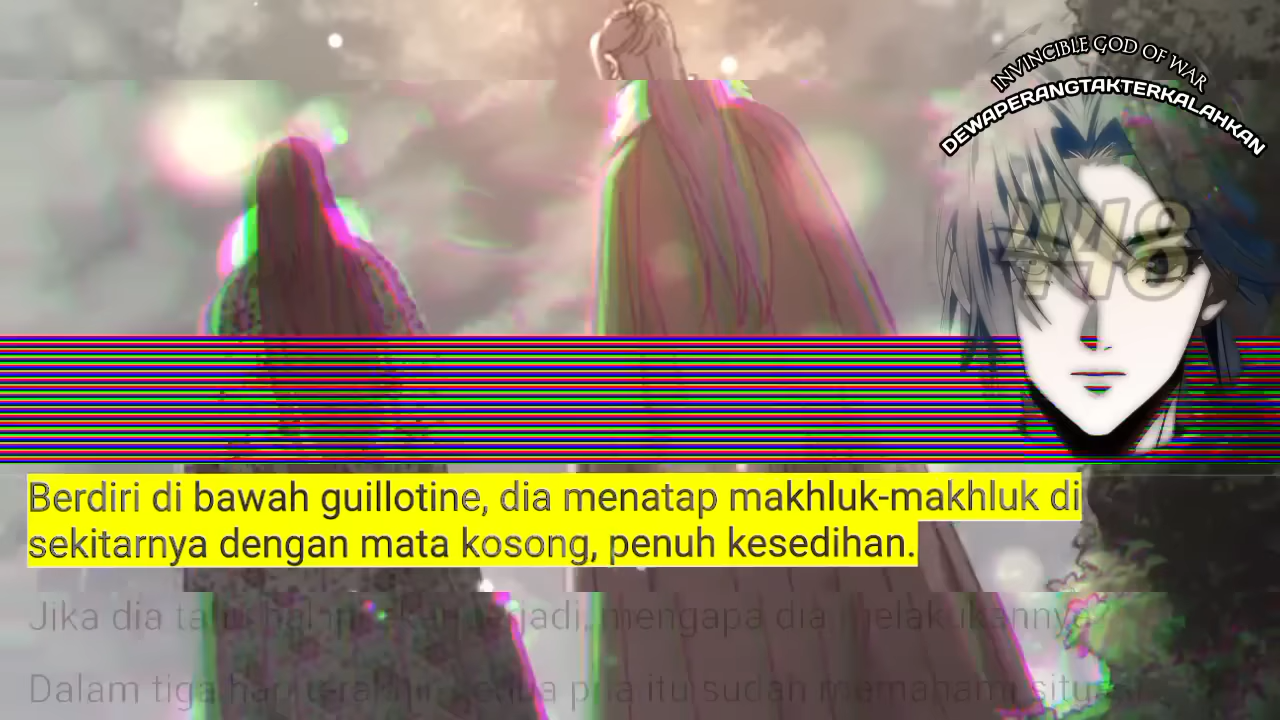 INVINCIBLE GOD OF WAR
DEWAPERANGTAKTERKALAHKAN
#48
Berdiri di bawah guillotine, dia menatap makhluk-makhluk di
sekitarnya dengan mata kosong, penuh kesedihan.
Jika dia tahu hal ini akan terjadi, mengapa dia melakukannya?
Dalam tiga hari terakhir, kedua pria itu sudah memahami situasi